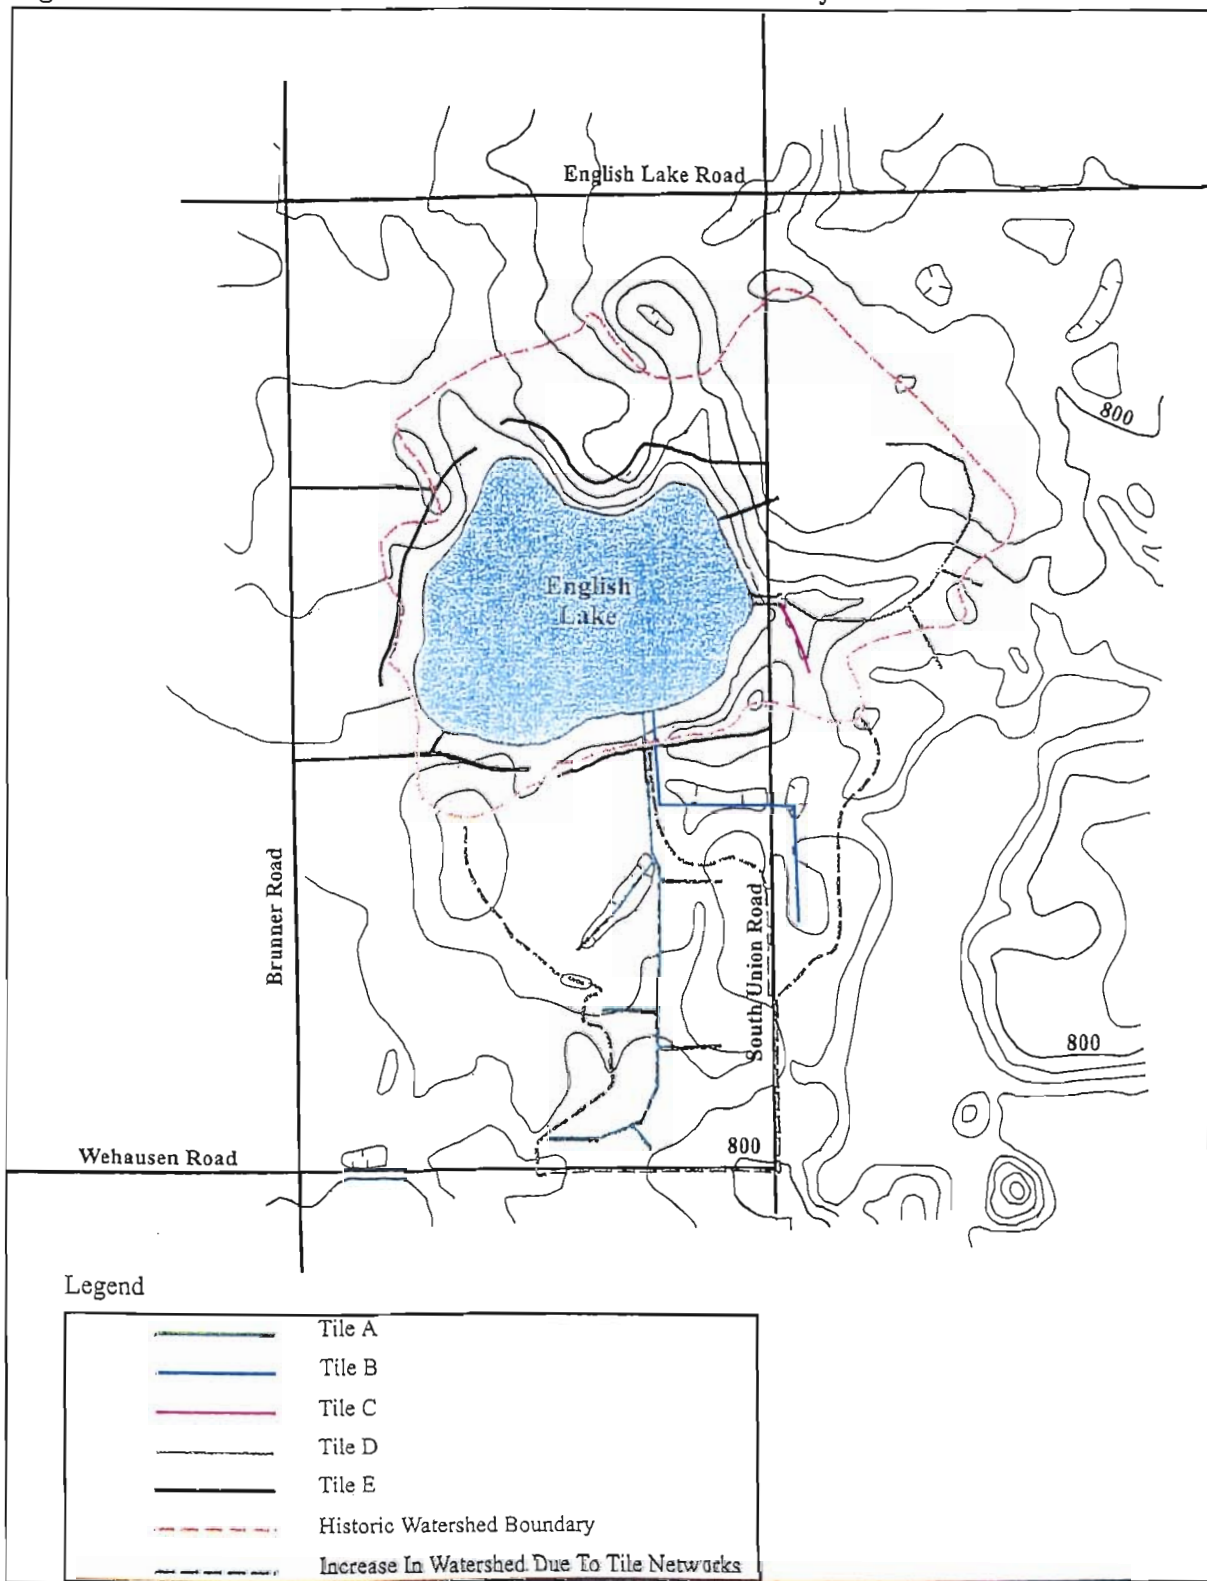 English Lake Road
800
English
Lake
Brunner Road
South Union Road
800
Wehausen Road
800
Legend
Tile A
Tile B
Tile C
Tile D
Tile E
Historic Watershed Boundary
Increase In Watershed Due To Tile Networks